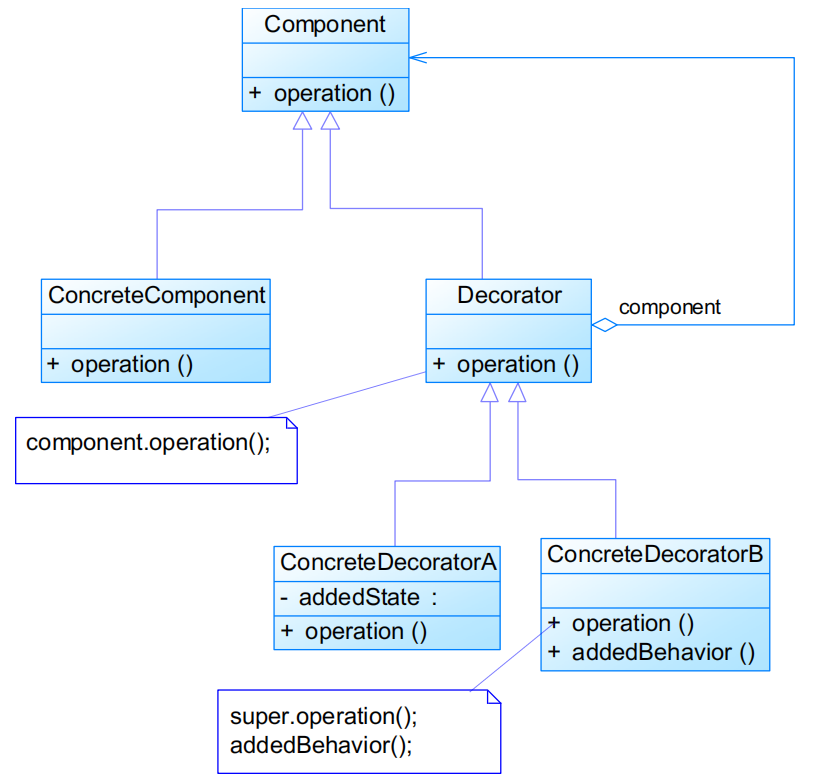 Component
+ operation ()
ConcreteComponent
+ operation ()
Decorator
+ operation ()
component
component.operation();
ConcreteDecoratorA
- addedState :
+ operation ()
ConcreteDecoratorB
+ operation ()
+ addedBehavior ()
super.operation();
addedBehavior();